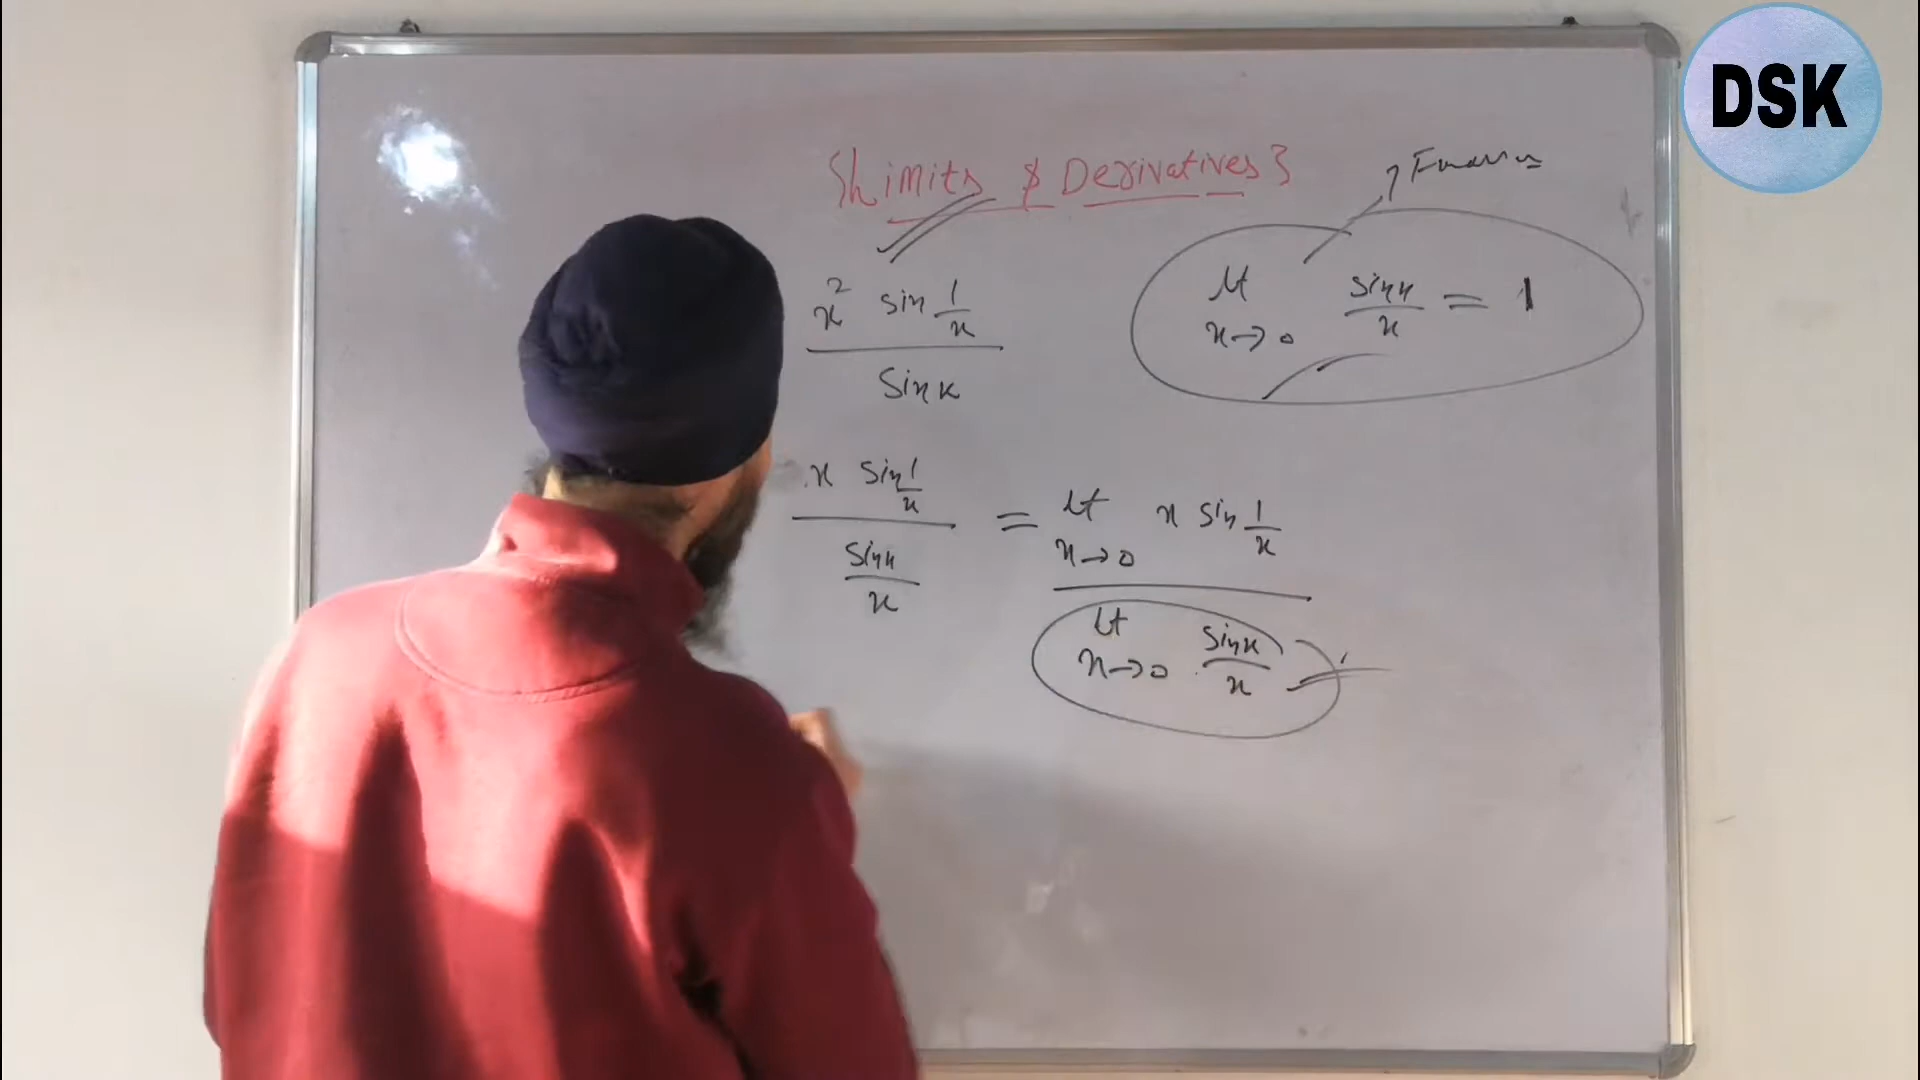 DSK
{Limits & Derivatives}
x² sin 1/x
sin x
lt sin x/x = 1
x→0
x sin 1/x
sin x/x
= lt x sin 1/x
x→0
lt sin x/x
x→0